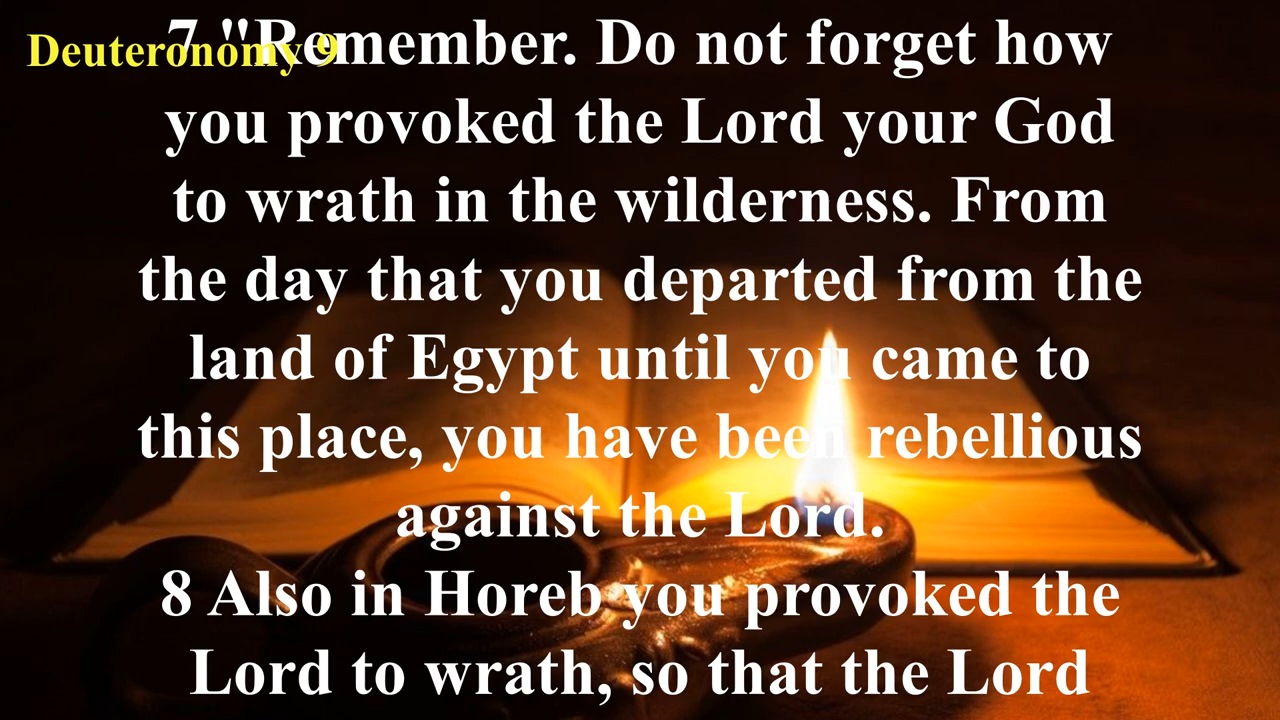 Deuteronomy 9
7 "Remember. Do not forget how
you provoked the Lord your God
to wrath in the wilderness. From
the day that you departed from the
land of Egypt until you came to
this place, you have been rebellious
against the Lord.
8 Also in Horeb you provoked the
Lord to wrath, so that the Lord